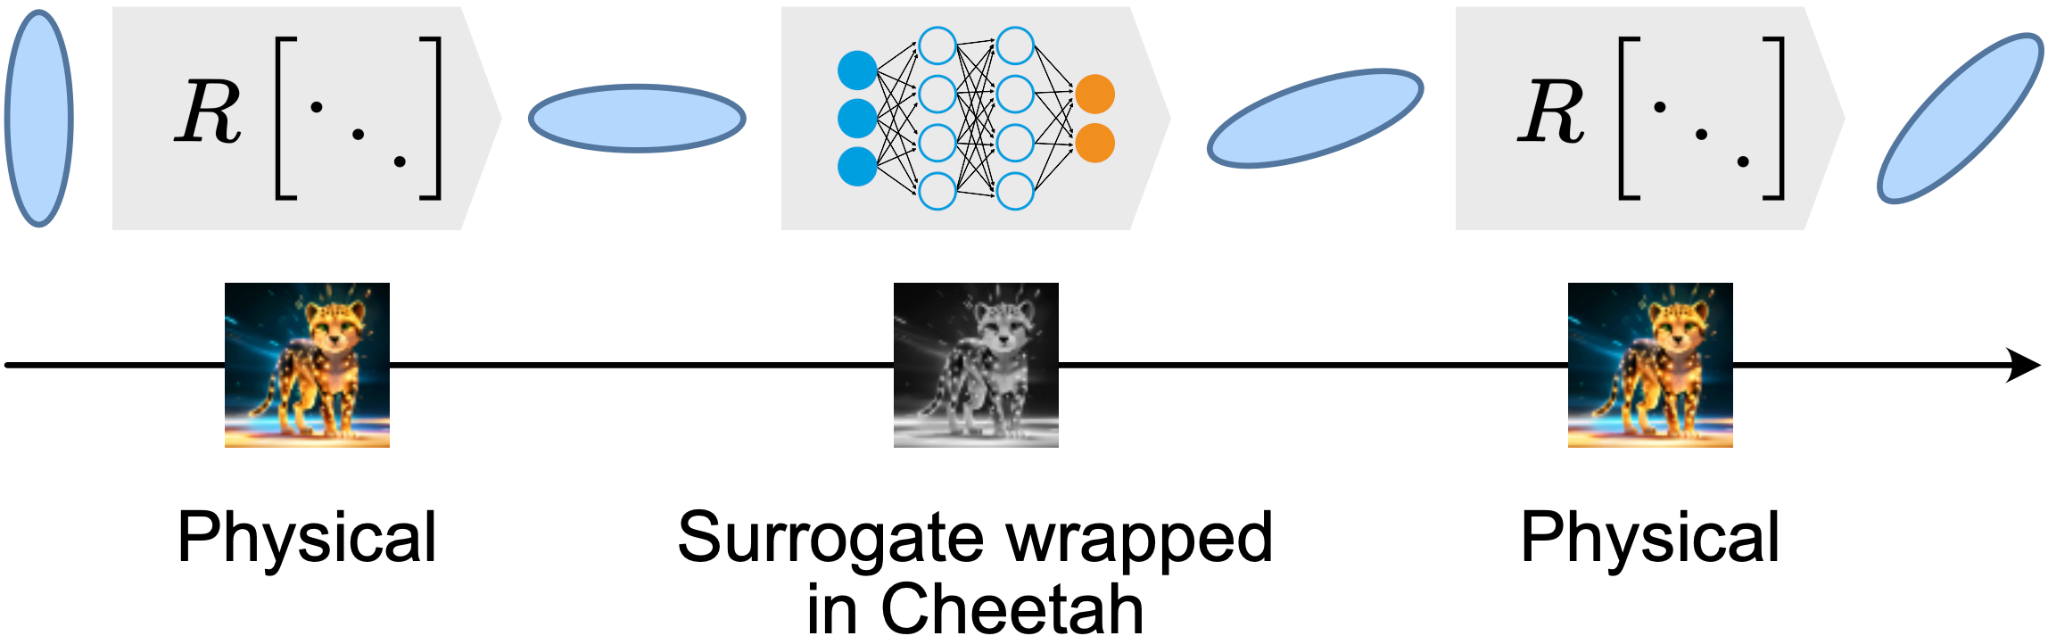 R
R
Physical
Surrogate wrapped
in Cheetah
Physical